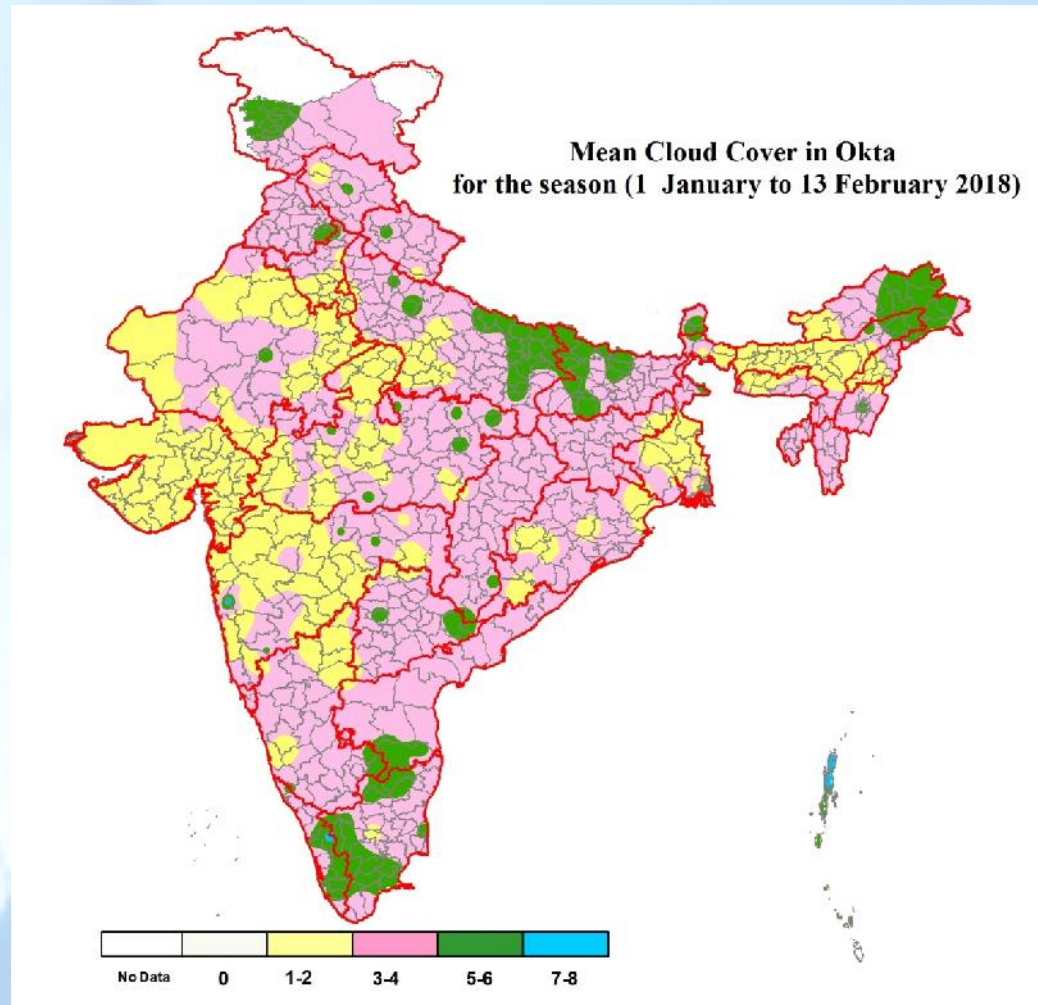 Mean Cloud Cover in Okta
for the season (1 January to 13 February 2018)
No Data 0 1-2 3-4 5-6 7-8